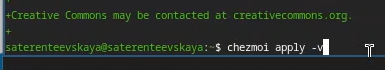 +Creative Commons may be contacted at creativecommons.org.
+
saterenteevskaya@saterenteevskaya:~$ chezmoi apply -v